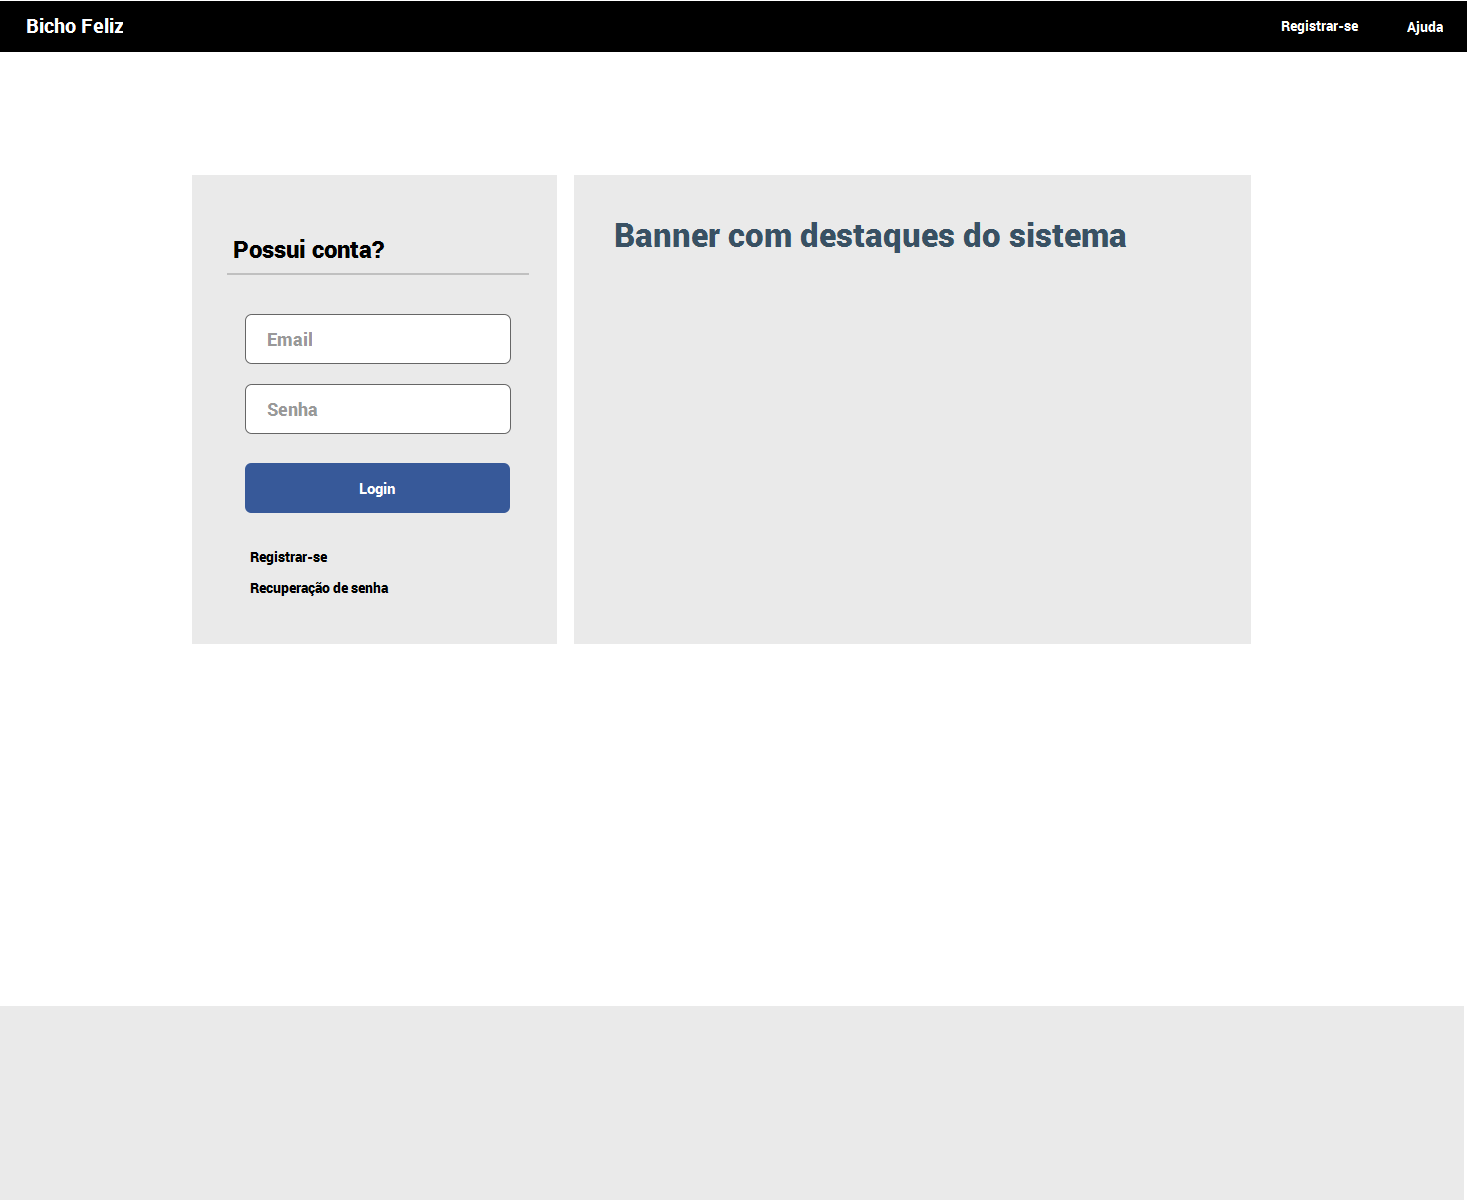 Bicho Feliz
Registrar-se
Ajuda
Possui conta?
Email
Senha
Login
Registrar-se
Recuperação de senha
Banner com destaques do sistema